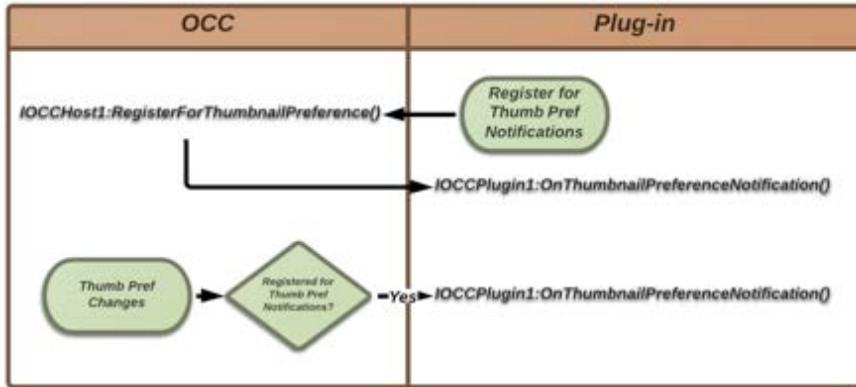 OCC
Plug-in
IOCCHost1:RegisterForThumbnailPreference()
Register for
Thumb Pref
Notifications
IOCCPlugin1:OnThumbnailPreferenceNotification()
Thumb Pref
Changes
Registered for
Thumb Pref
Notifications?
Yes
IOCCPlugin1:OnThumbnailPreferenceNotification()